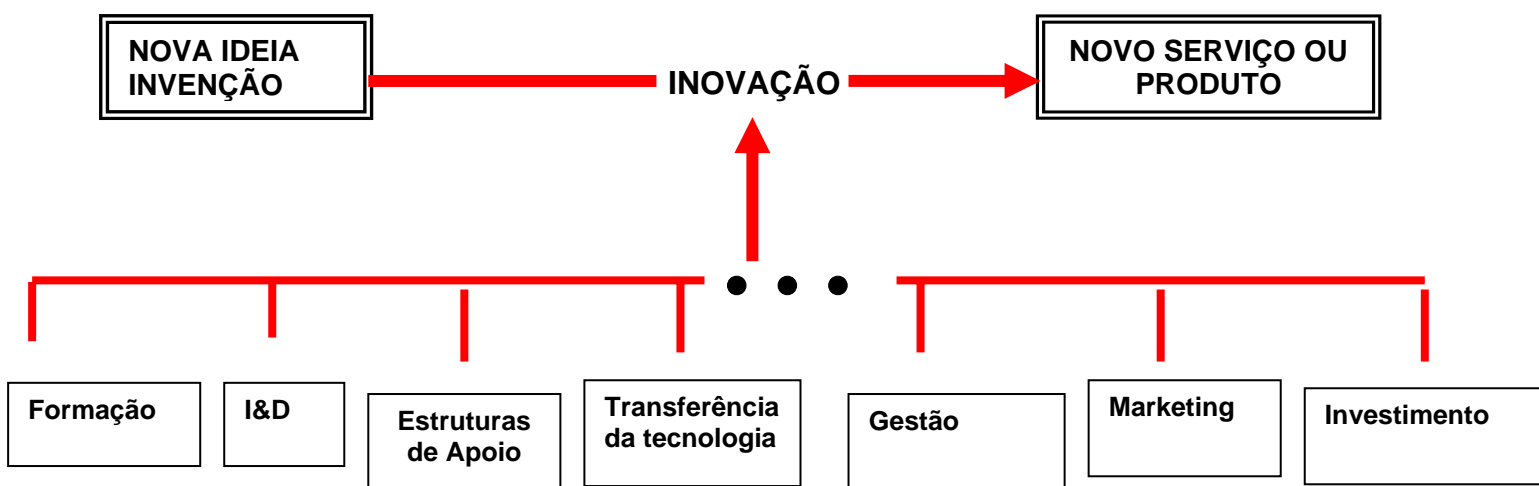 NOVA IDEIA
INVENÇÃO
INOVAÇÃO
NOVO SERVIÇO OU
PRODUTO
Formação
I&D
Estruturas
de Apoio
Transferência
da tecnologia
Gestão
Marketing
Investimento